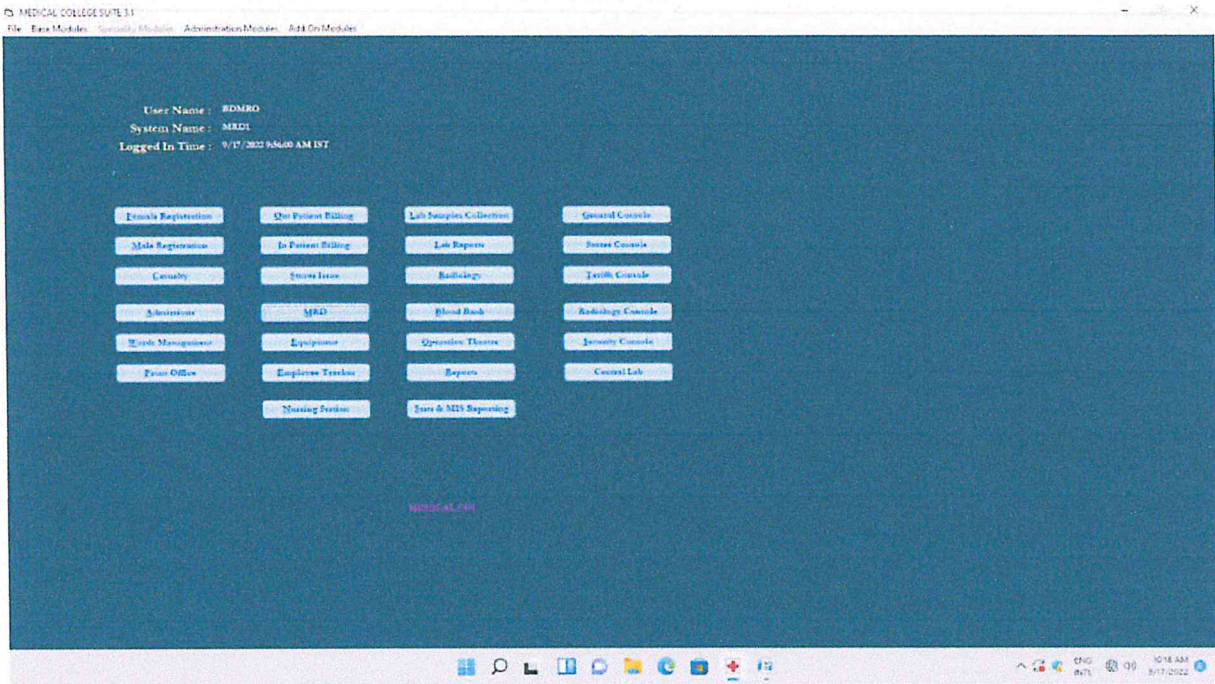 MEDICAL COLLEGE SUITE 3.1
File Base Modules Speciality Modules Administration Modules Add On Modules
User Name : BDMRO
System Name : MRD1
Logged In Time : 9/17/2022 9:56:00 AM IST
Female Registration Out Patient Billing Lab Samples Collection General Console
Male Registration In Patient Billing Lab Reports Stores Console
Casualty Stores Issue Radiology Tariffs Console
Admissions MRD Blood Bank Radiology Console
Wards Management Equipment Operation Theatre Security Console
Front Office Employee Tracker Reports Central Lab
Nursing Station Stats & MIS Reporting
MEDICAL
ENG
INTL
10:18 AM
9/17/2022